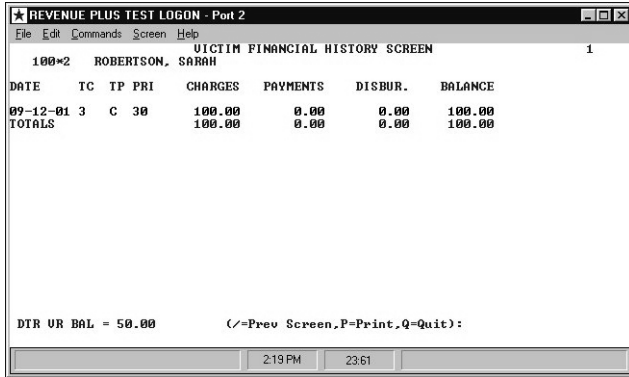 REVENUE PLUS TEST LOGON - Port 2
File Edit Commands Screen Help
VICTIM FINANCIAL HISTORY SCREEN 1
100*2 ROBERTSON, SARAH
DATE TC TP PRI CHARGES PAYMENTS DISBUR. BALANCE
09-12-01 3 C 30 100.00 0.00 0.00 100.00
TOTALS 100.00 0.00 0.00 100.00
DTR VR BAL = 50.00 (/=Prev Screen,P=Print,Q=Quit):
2:19 PM 23:61